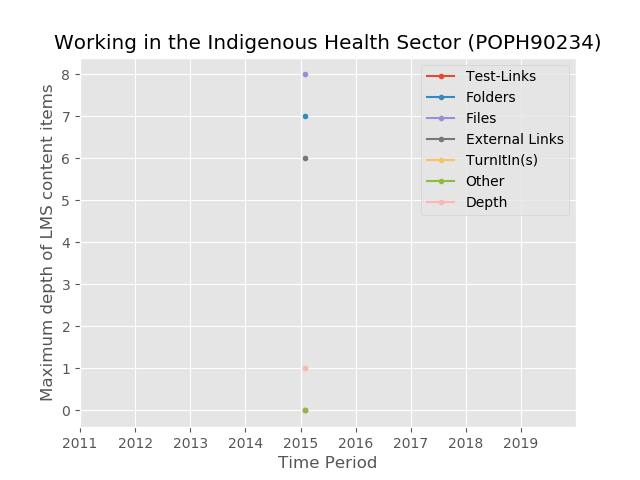 Working in the Indigenous Health Sector (POPH90234)
Maximum depth of LMS content items
8
7
6
5
4
3
2
1
0
Test-Links
Folders
Files
External Links
TurnItIn(s)
Other
Depth
2011 2012 2013 2014 2015 2016 2017 2018 2019
Time Period